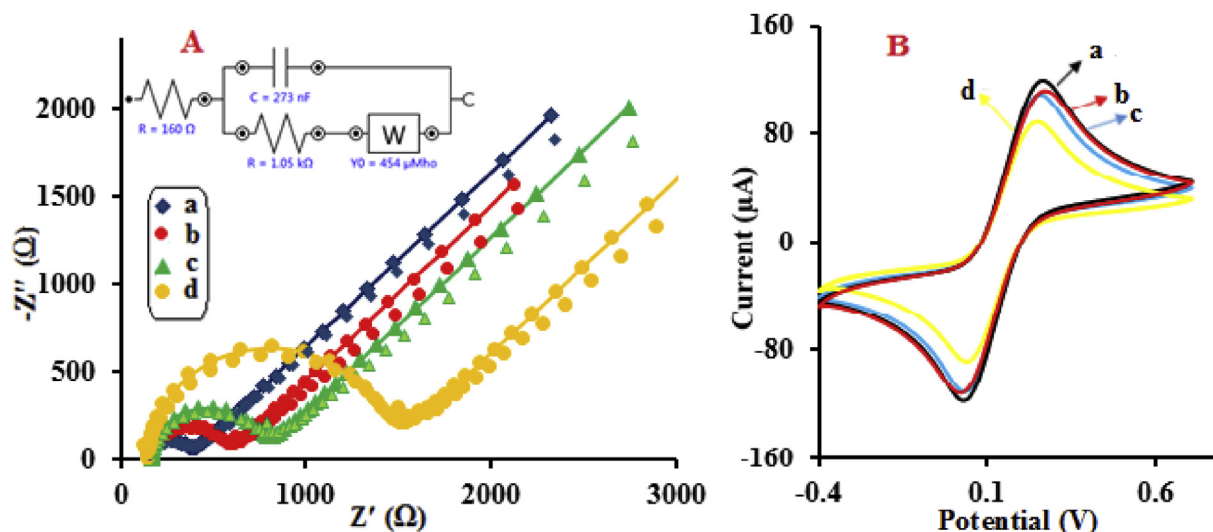 A
C = 273 nF
R = 160 Ω
R = 1.05 kΩ
W
Y0 = 454 µMho
C
a
b
c
d
2000
1500
1000
500
0
-Z″ (Ω)
0
1000
2000
3000
Z′ (Ω)
B
a
b
c
d
160
80
0
-80
-160
Current (µA)
-0.4
0.1
0.6
Potential (V)